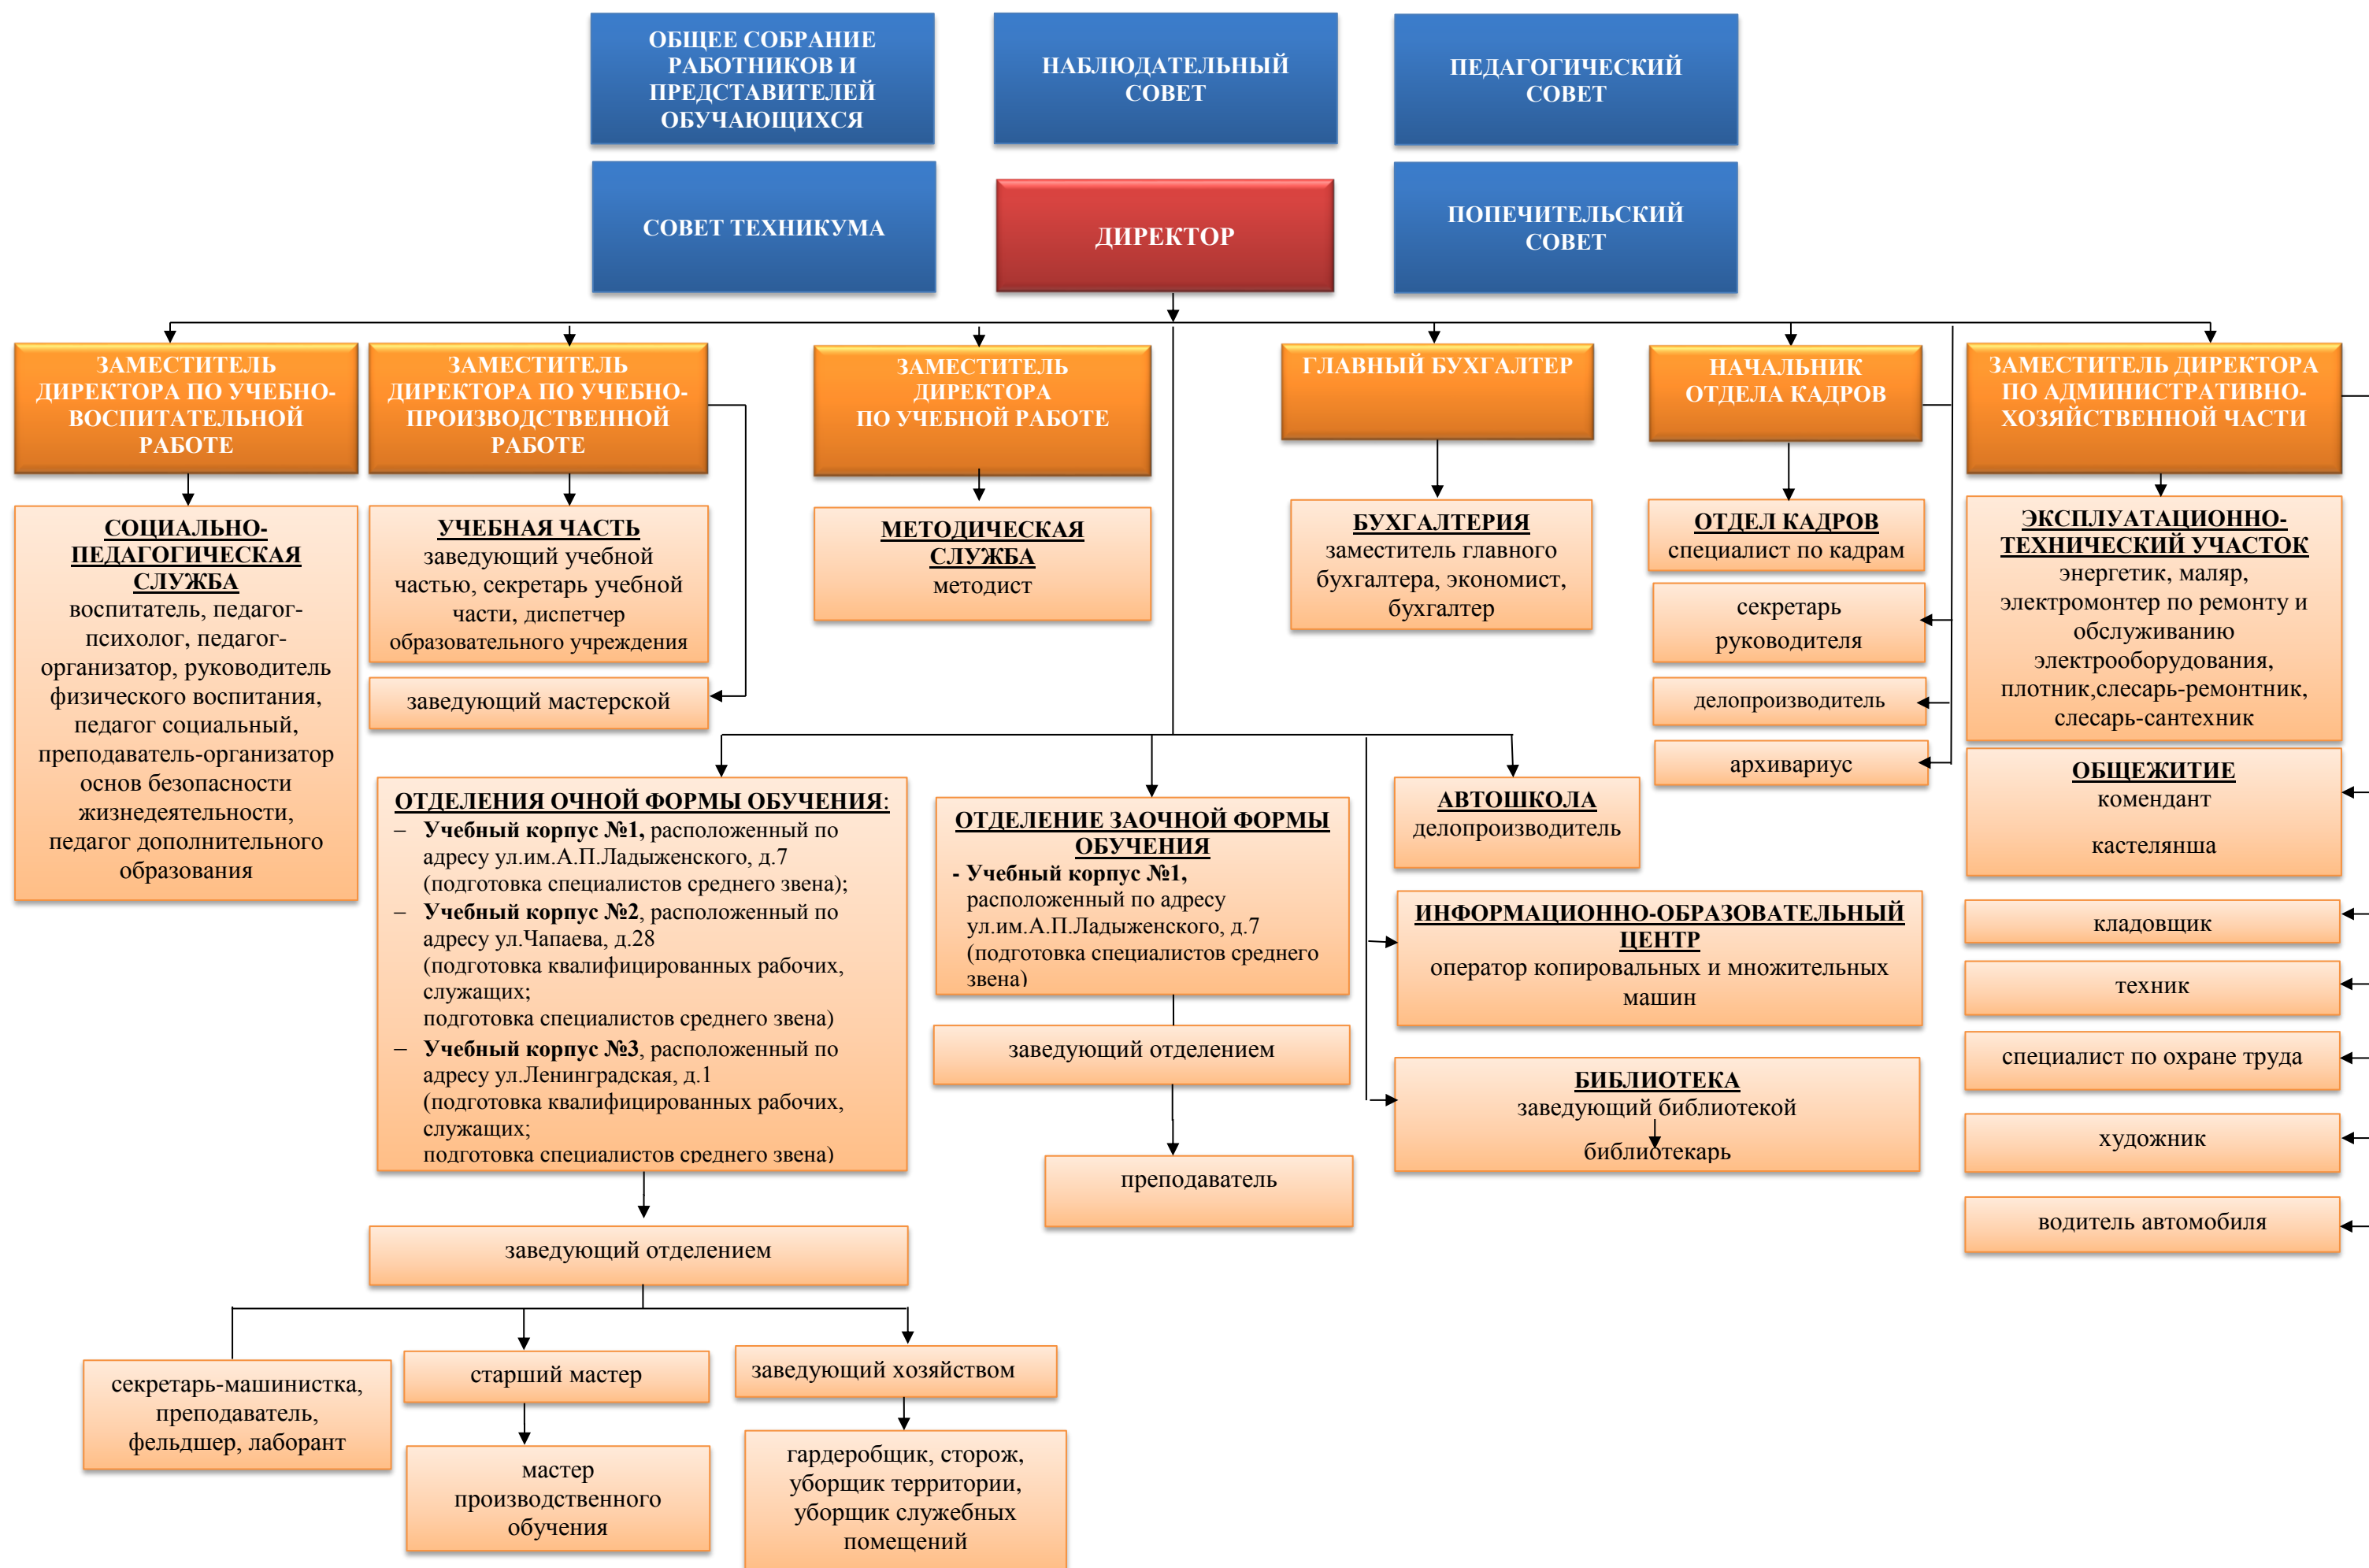 ОБЩЕЕ СОБРАНИЕ
РАБОТНИКОВ И
ПРЕДСТАВИТЕЛЕЙ
ОБУЧАЮЩИХСЯ
НАБЛЮДАТЕЛЬНЫЙ
СОВЕТ
ПЕДАГОГИЧЕСКИЙ
СОВЕТ
СОВЕТ ТЕХНИКУМА
ДИРЕКТОР
ПОПЕЧИТЕЛЬСКИЙ
СОВЕТ
ЗАМЕСТИТЕЛЬ
ДИРЕКТОРА ПО УЧЕБНО-
ВОСПИТАТЕЛЬНОЙ
РАБОТЕ
ЗАМЕСТИТЕЛЬ
ДИРЕКТОРА ПО УЧЕБНО-
ПРОИЗВОДСТВЕННОЙ
РАБОТЕ
ЗАМЕСТИТЕЛЬ
ДИРЕКТОРА
ПО УЧЕБНОЙ РАБОТЕ
ГЛАВНЫЙ БУХГАЛТЕР
НАЧАЛЬНИК
ОТДЕЛА КАДРОВ
ЗАМЕСТИТЕЛЬ ДИРЕКТОРА
ПО АДМИНИСТРАТИВНО-
ХОЗЯЙСТВЕННОЙ ЧАСТИ
СОЦИАЛЬНО-
ПЕДАГОГИЧЕСКАЯ
СЛУЖБА
воспитатель, педагог-
психолог, педагог-
организатор, руководитель
физического воспитания,
педагог социальный,
преподаватель-организатор
основ безопасности
жизнедеятельности,
педагог дополнительного
образования
УЧЕБНАЯ ЧАСТЬ
заведующий учебной
частью, секретарь учебной
части, диспетчер
образовательного учреждения
заведующий мастерской
МЕТОДИЧЕСКАЯ
СЛУЖБА
методист
БУХГАЛТЕРИЯ
заместитель главного
бухгалтера, экономист,
бухгалтер
ОТДЕЛ КАДРОВ
специалист по кадрам
секретарь
руководителя
делопроизводитель
архивариус
ЭКСПЛУАТАЦИОННО-
ТЕХНИЧЕСКИЙ УЧАСТОК
энергетик, маляр,
электромонтер по ремонту и
обслуживанию
электрооборудования,
плотник,слесарь-ремонтник,
слесарь-сантехник
ОБЩЕЖИТИЕ
комендант
кастелянша
кладовщик
техник
специалист по охране труда
художник
водитель автомобиля
ОТДЕЛЕНИЯ ОЧНОЙ ФОРМЫ ОБУЧЕНИЯ:
– Учебный корпус №1, расположенный по
адресу ул.им.А.П.Ладыженского, д.7
(подготовка специалистов среднего звена);
– Учебный корпус №2, расположенный по
адресу ул.Чапаева, д.28
(подготовка квалифицированных рабочих,
служащих;
подготовка специалистов среднего звена)
– Учебный корпус №3, расположенный по
адресу ул.Ленинградская, д.1
(подготовка квалифицированных рабочих,
служащих;
подготовка специалистов среднего звена)
ОТДЕЛЕНИЕ ЗАОЧНОЙ ФОРМЫ
ОБУЧЕНИЯ
- Учебный корпус №1,
расположенный по адресу
ул.им.А.П.Ладыженского, д.7
(подготовка специалистов среднего
звена)
заведующий отделением
преподаватель
АВТОШКОЛА
делопроизводитель
ИНФОРМАЦИОННО-ОБРАЗОВАТЕЛЬНЫЙ
ЦЕНТР
оператор копировальных и множительных
машин
БИБЛИОТЕКА
заведующий библиотекой
библиотекарь
заведующий отделением
секретарь-машинистка,
преподаватель,
фельдшер, лаборант
старший мастер
мастер
производственного
обучения
заведующий хозяйством
гардеробщик, сторож,
уборщик территории,
уборщик служебных
помещений